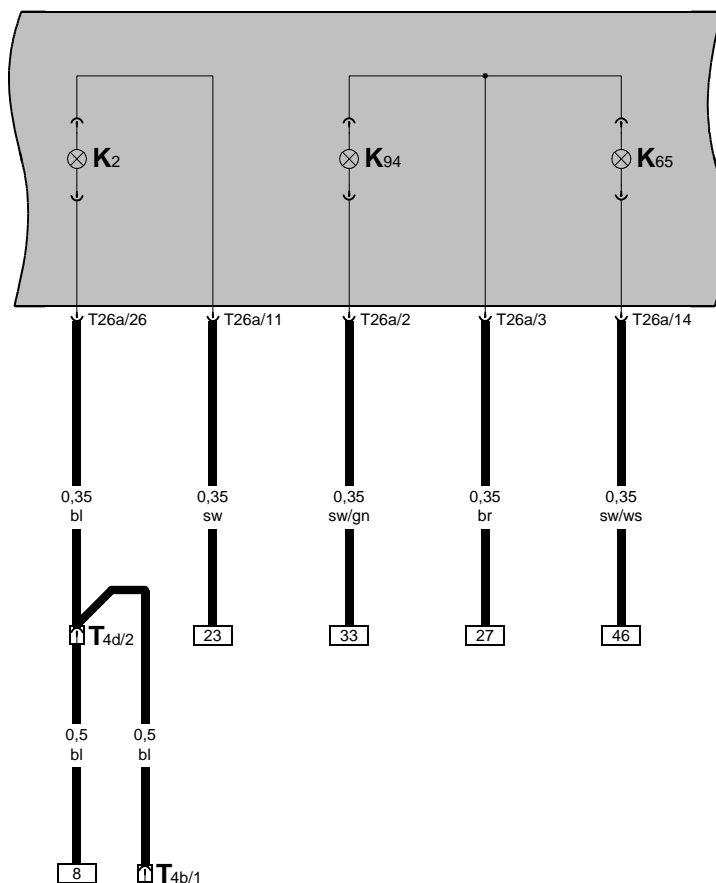 K2 K94 K65
T26a/26 T26a/11 T26a/2 T26a/3 T26a/14
0,35 0,35 0,35 0,35 0,35
bl sw sw/gn br sw/ws
T4d/2 23 33 27 46
0,5 0,5
bl bl
8 T4b/1